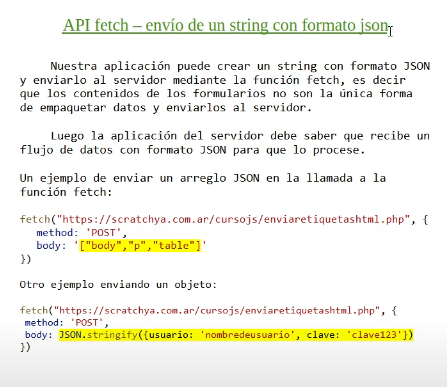 API fetch – envío de un string con formato json
Nuestra aplicación puede crear un string con formato JSON
y enviarlo al servidor mediante la función fetch, es decir
que los contenidos de los formularios no son la única forma
de empaquetar datos y enviarlos al servidor.
Luego la aplicación del servidor debe saber que recibe un
flujo de datos con formato JSON para que lo procese.
Un ejemplo de enviar un arreglo JSON en la llamada a la
función fetch:
fetch("https://scratchya.com.ar/cursojs/enviaretiquetashtml.php", {
method: 'POST',
body: '["body","p","table"]'
})
Otro ejemplo enviando un objeto:
fetch("https://scratchya.com.ar/cursojs/enviaretiquetashtml.php", {
method: 'POST',
body: JSON.stringify({usuario: 'nombredeusuario', clave: 'clave123'})
})